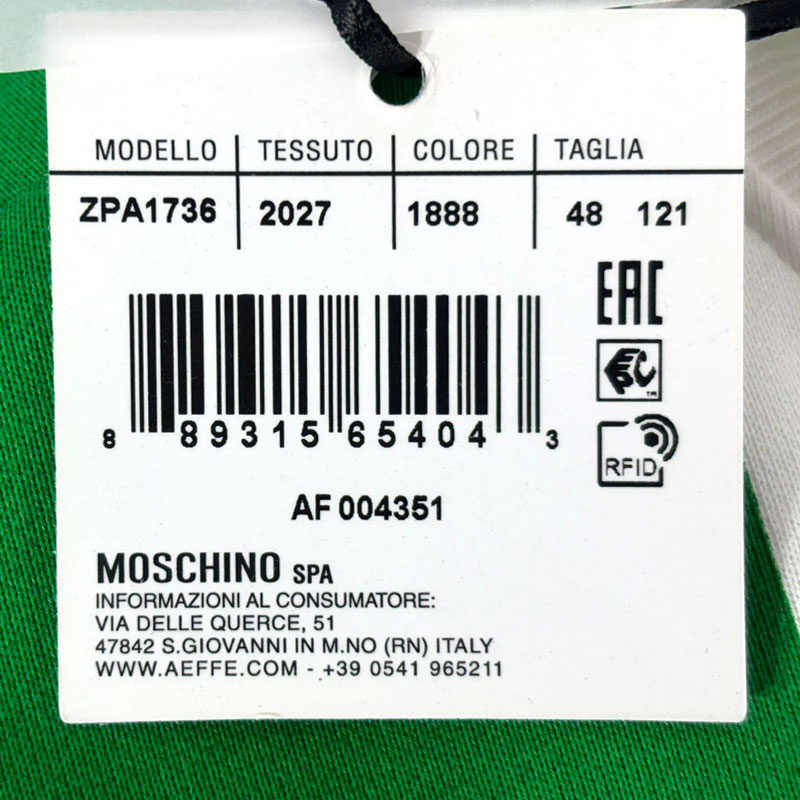 MODELLO TESSUTO COLORE TAGLIA
ZPA1736 2027 1888 48 121
EAC
EPC TM
8 89315 65404 3
RFID
AF 004351
MOSCHINO SPA
INFORMAZIONI AL CONSUMATORE:
VIA DELLE QUERCE, 51
47842 S.GIOVANNI IN M.NO (RN) ITALY
WWW.AEFFE.COM - +39 0541 965211